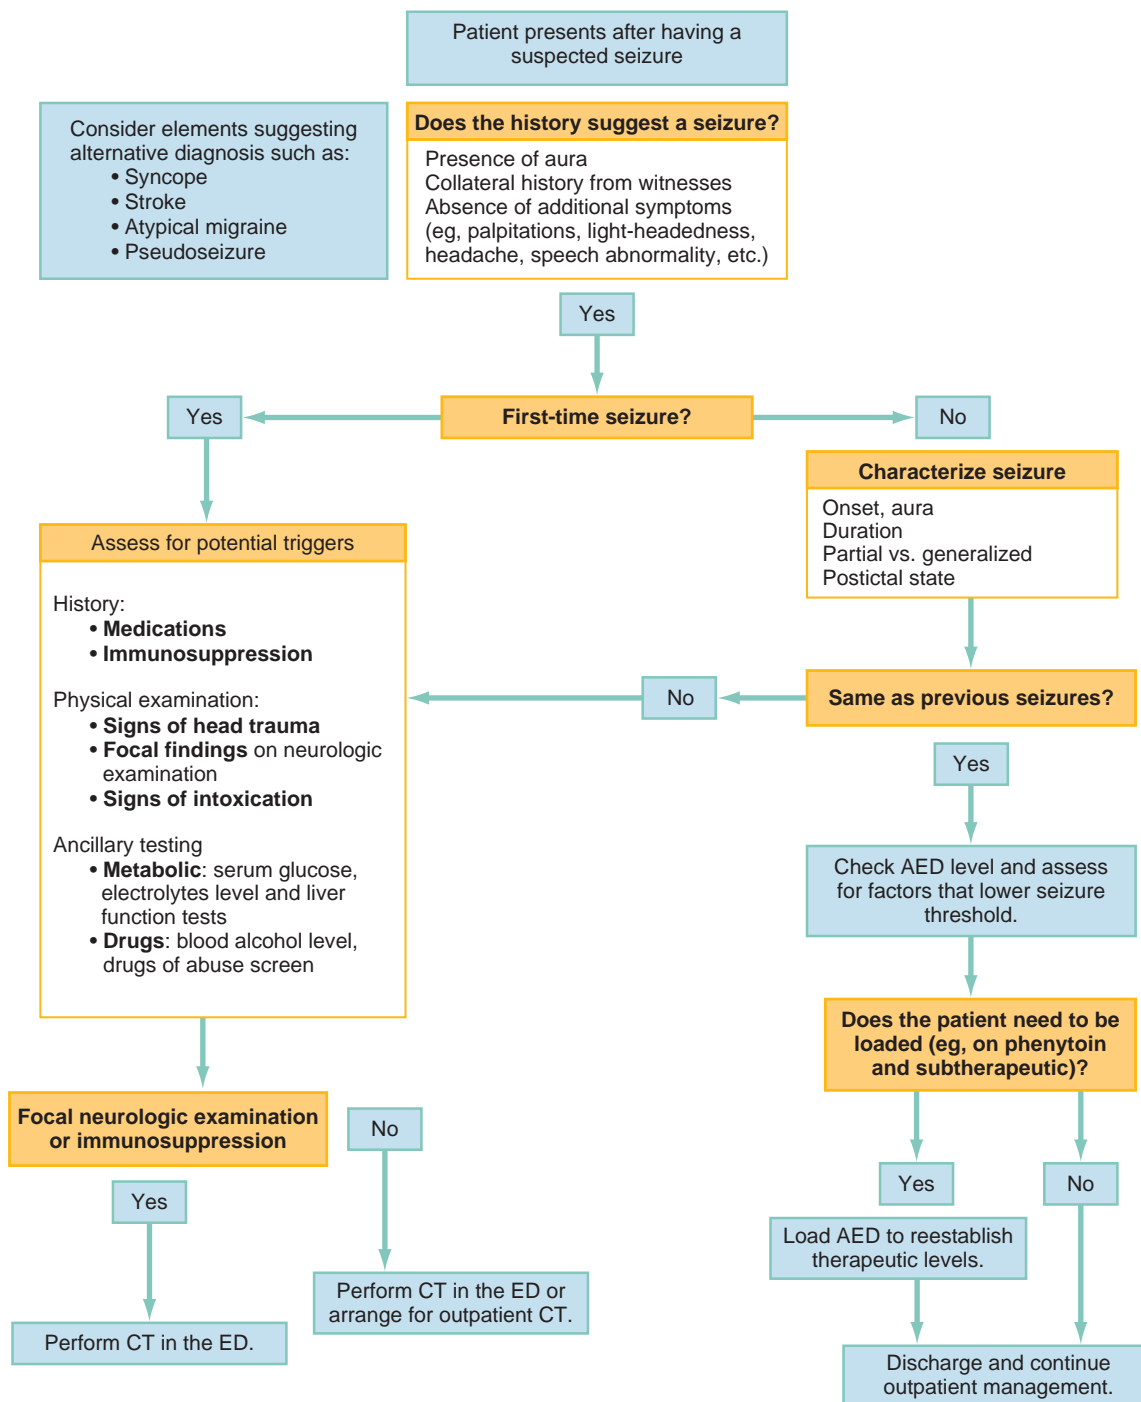 Patient presents after having a
suspected seizure
Consider elements suggesting
alternative diagnosis such as:
• Syncope
• Stroke
• Atypical migraine
• Pseudoseizure
Does the history suggest a seizure?
Presence of aura
Collateral history from witnesses
Absence of additional symptoms
(eg, palpitations, light-headedness,
headache, speech abnormality, etc.)
Yes
First-time seizure?
Yes
No
Characterize seizure
Onset, aura
Duration
Partial vs. generalized
Postictal state
Assess for potential triggers
History:
• Medications
• Immunosuppression
Physical examination:
• Signs of head trauma
• Focal findings on neurologic
examination
• Signs of intoxication
Ancillary testing
• Metabolic: serum glucose,
electrolytes level and liver
function tests
• Drugs: blood alcohol level,
drugs of abuse screen
No
Same as previous seizures?
Yes
Check AED level and assess
for factors that lower seizure
threshold.
Does the patient need to be
loaded (eg, on phenytoin
and subtherapeutic)?
Focal neurologic examination
or immunosuppression
No
Yes
Perform CT in the ED or
arrange for outpatient CT.
Perform CT in the ED.
Yes
No
Load AED to reestablish
therapeutic levels.
Discharge and continue
outpatient management.